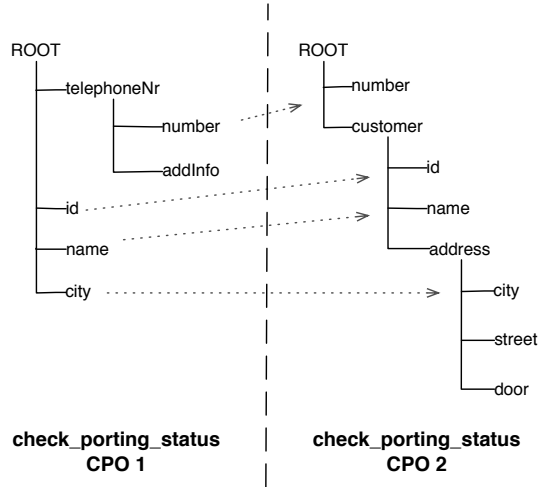 ROOT
telephoneNr
number
addInfo
id
name
city
check_porting_status
CPO 1
ROOT
number
customer
id
name
address
city
street
door
check_porting_status
CPO 2